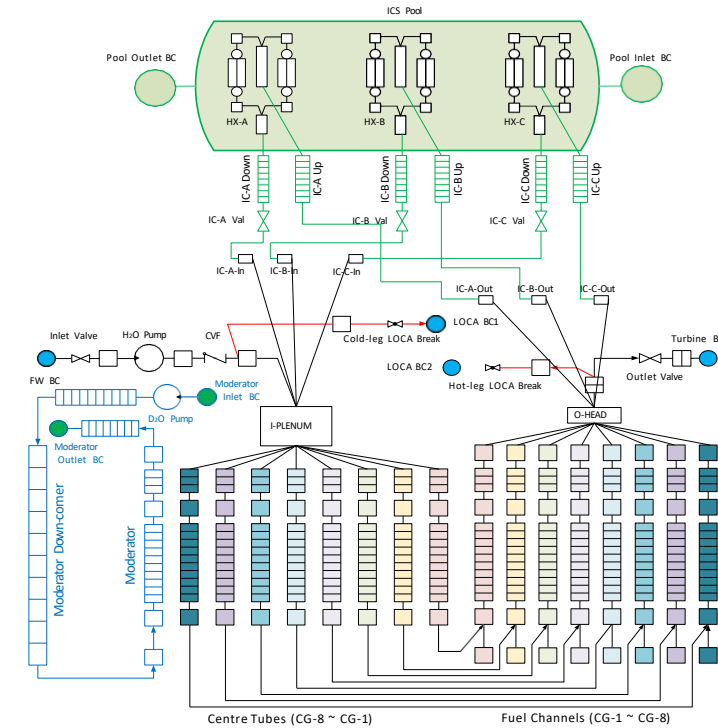 ICS Pool
Pool Outlet BC
Pool Inlet BC
HX-A
HX-B
HX-C
IC-A Down
IC-A Up
IC-B Down
IC-B Up
IC-C Down
IC-C Up
IC-A Val
IC-B Val
IC-C Val
IC-A-In
IC-B-In
IC-C-In
IC-A-Out
IC-B-Out
IC-C-Out
Inlet Valve
H₂O Pump
CVF
LOCA BC1
Cold-leg LOCA Break
Turbine B
FW BC
LOCA BC2
Hot-leg LOCA Break
Outlet Valve
Moderator
Inlet BC
D₂O Pump
Moderator
Outlet BC
I-PLENUM
O-HEAD
Moderator Down-comer
Moderator
Centre Tubes (CG-8 ~ CG-1)
Fuel Channels (CG-1 ~ CG-8)